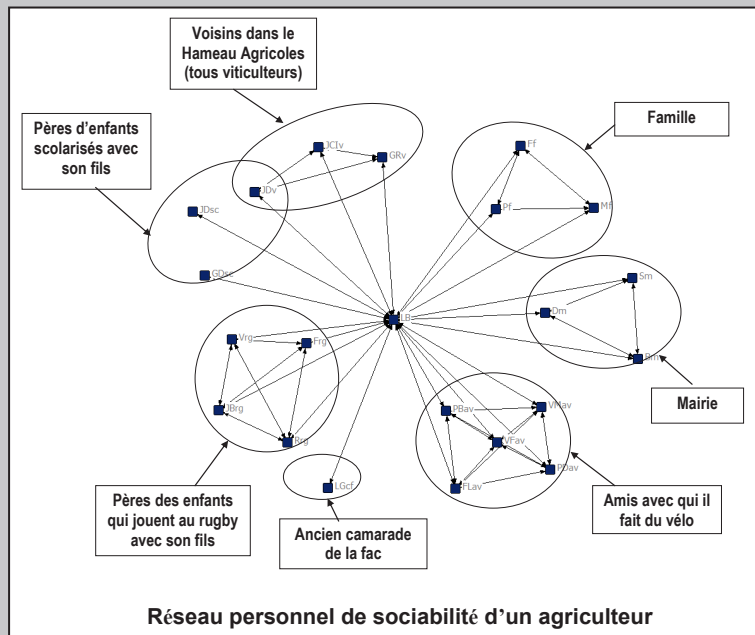 Voisins dans le
Hameau Agricoles
(tous viticulteurs)
Famille
Pères d'enfants
scolarisés avec
son fils
JCIv
GRv
JDv
JDsc
GDsc
Ff
Pf
Mf
Sm
Dm
Bm
LB
Mairie
Vrg
Frg
JBrg
Rrg
PBav
VMav
VFav
PDav
FLav
LGcf
Pères des enfants
qui jouent au rugby
avec son fils
Ancien camarade
de la fac
Amis avec qui il
fait du vélo
Réseau personnel de sociabilité d'un agriculteur